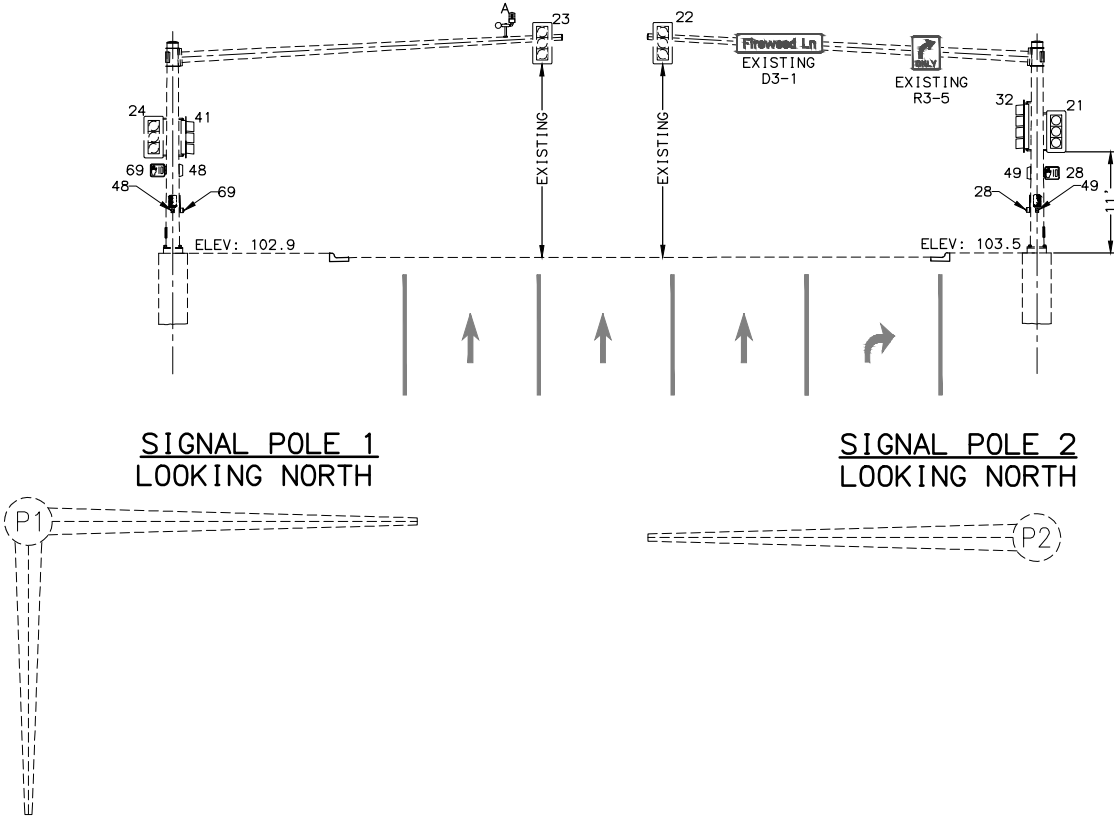 A
23
22
Fireweed Ln
EXISTING
D3-1
ONLY
EXISTING
R3-5
24
41
32
21
EXISTING
EXISTING
69
48
49
28
48
69
28
49
11'
ELEV: 102.9
ELEV: 103.5
SIGNAL POLE 1
LOOKING NORTH
SIGNAL POLE 2
LOOKING NORTH
P1
P2